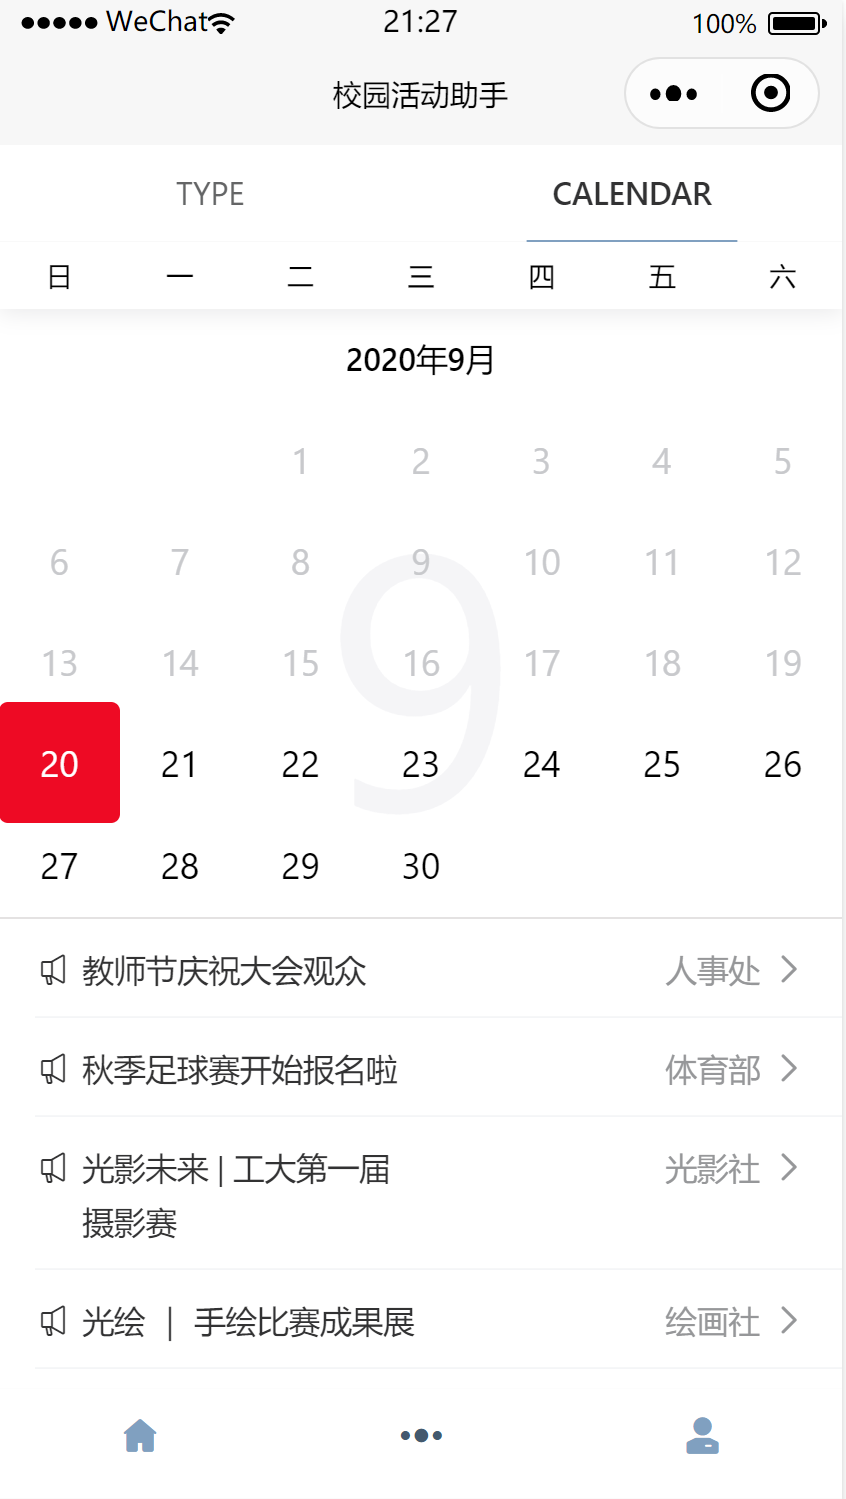 WeChat 21:27 100%
校园活动助手
TYPE CALENDAR
日 一 二 三 四 五 六
2020年9月
1 2 3 4 5
6 7 8 9 10 11 12
13 14 15 16 17 18 19
9
20 21 22 23 24 25 26
27 28 29 30
教师节庆祝大会观众 人事处
秋季足球赛开始报名啦 体育部
光影未来 | 工大第一届 光影社
摄影赛
光绘 ｜ 手绘比赛成果展 绘画社